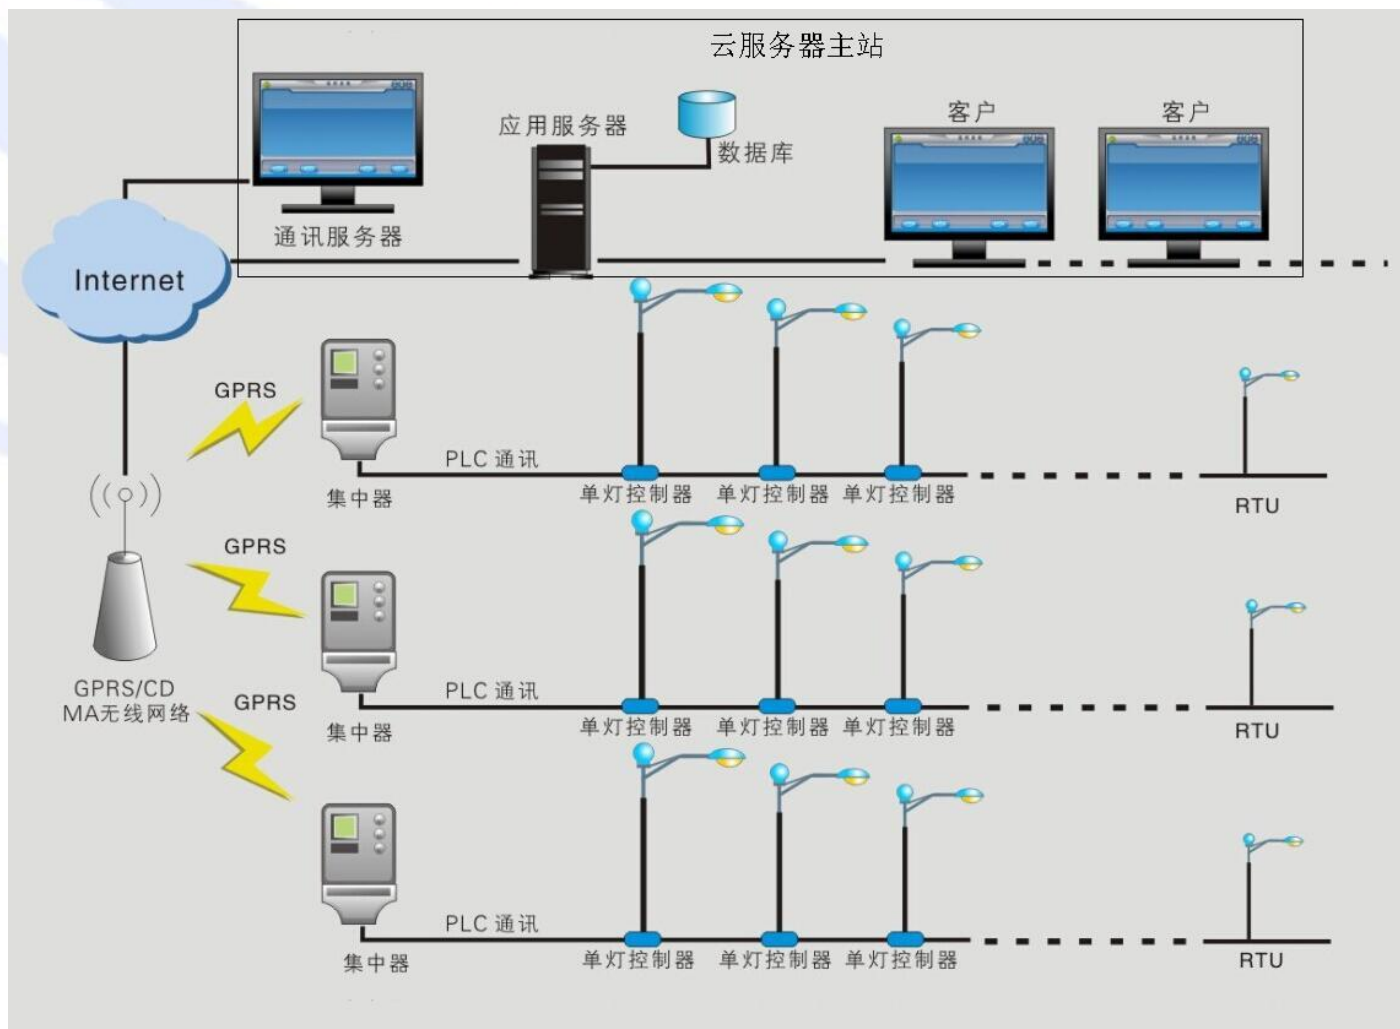 云服务器主站
通讯服务器
应用服务器
数据库
客户
客户
Internet
GPRS
PLC 通讯
集中器
单灯控制器
单灯控制器
单灯控制器
RTU
GPRS
GPRS/CD
MA无线网络
PLC 通讯
集中器
单灯控制器
单灯控制器
单灯控制器
RTU
GPRS
PLC 通讯
集中器
单灯控制器
单灯控制器
单灯控制器
RTU